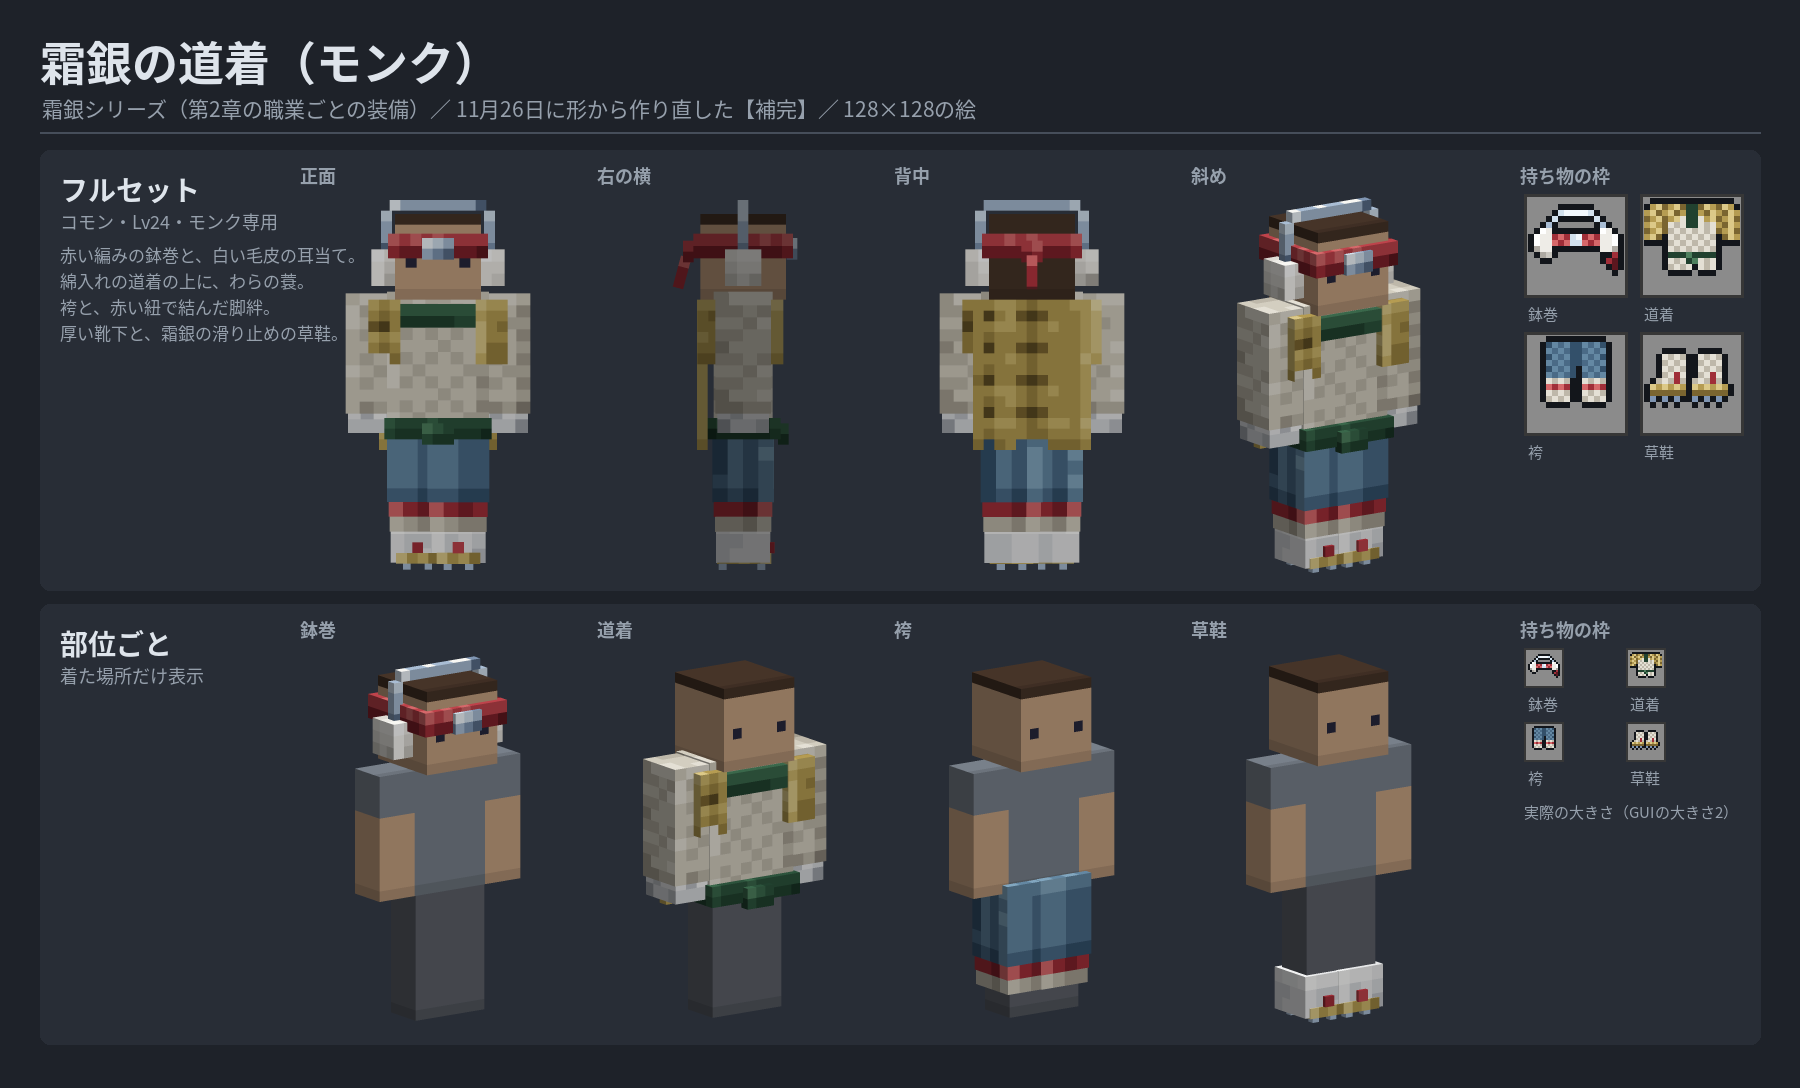 霜銀の道着（モンク）
霜銀シリーズ（第2章の職業ごとの装備）／ 11月26日に形から作り直した【補完】／ 128×128の絵
フルセット
コモン・Lv24・モンク専用
赤い編みの鉢巻と、白い毛皮の耳当て。
綿入れの道着の上に、わらの蓑。
袴と、赤い紐で結んだ脚絆。
厚い靴下と、霜銀の滑り止めの草鞋。
正面
右の横
背中
斜め
持ち物の枠
鉢巻
道着
袴
草鞋
部位ごと
着た場所だけ表示
鉢巻
道着
袴
草鞋
持ち物の枠
鉢巻
道着
袴
草鞋
実際の大きさ（GUIの大きさ2）